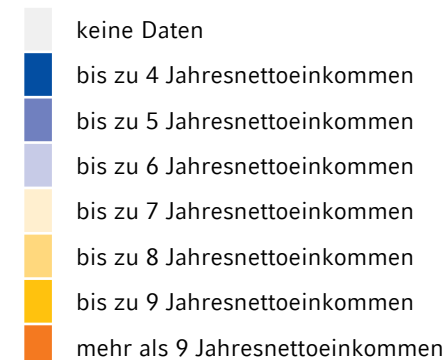 keine Daten
bis zu 4 Jahresnettoeinkommen
bis zu 5 Jahresnettoeinkommen
bis zu 6 Jahresnettoeinkommen
bis zu 7 Jahresnettoeinkommen
bis zu 8 Jahresnettoeinkommen
bis zu 9 Jahresnettoeinkommen
mehr als 9 Jahresnettoeinkommen